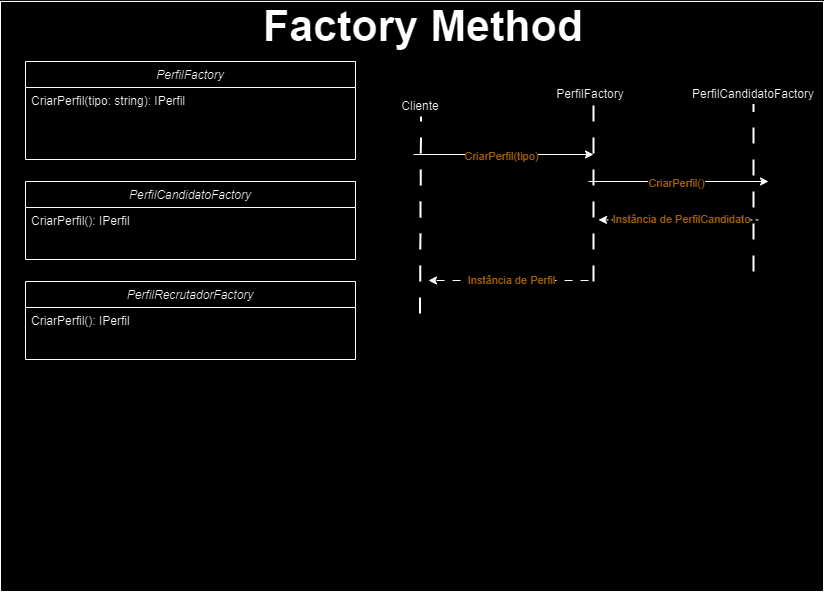 Factory Method
PerfilFactory
CriarPerfil(tipo: string): IPerfil
PerfilCandidatoFactory
CriarPerfil(): IPerfil
PerfilRecrutadorFactory
CriarPerfil(): IPerfil
Cliente
PerfilFactory
PerfilCandidatoFactory
CriarPerfil(tipo)
CriarPerfil()
Instância de PerfilCandidato
Instância de Perfil